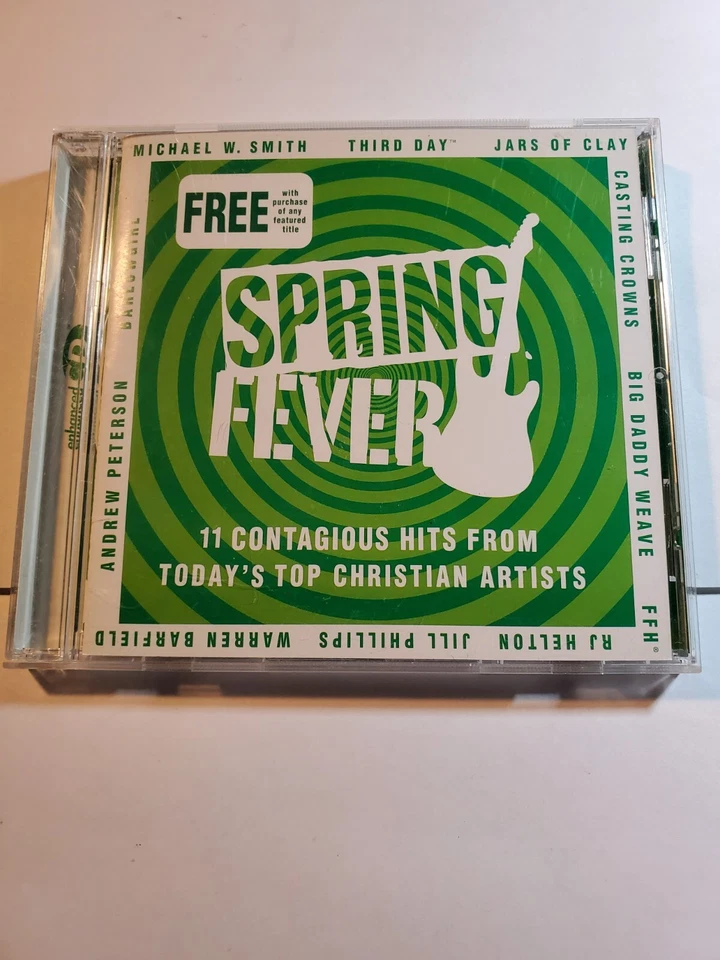 MICHAEL W. SMITH THIRD DAY™ JARS OF CLAY
CASTING CROWNS BIG DADDY WEAVE FFH®
RJ HELTON JILL PHILLIPS WARREN BARFIELD
ANDREW PETERSON BARLOWGIRL
FREE
with
purchase
of any
featured
title
SPRING
FEVER
11 CONTAGIOUS HITS FROM
TODAY'S TOP CHRISTIAN ARTISTS
enhanced
CD